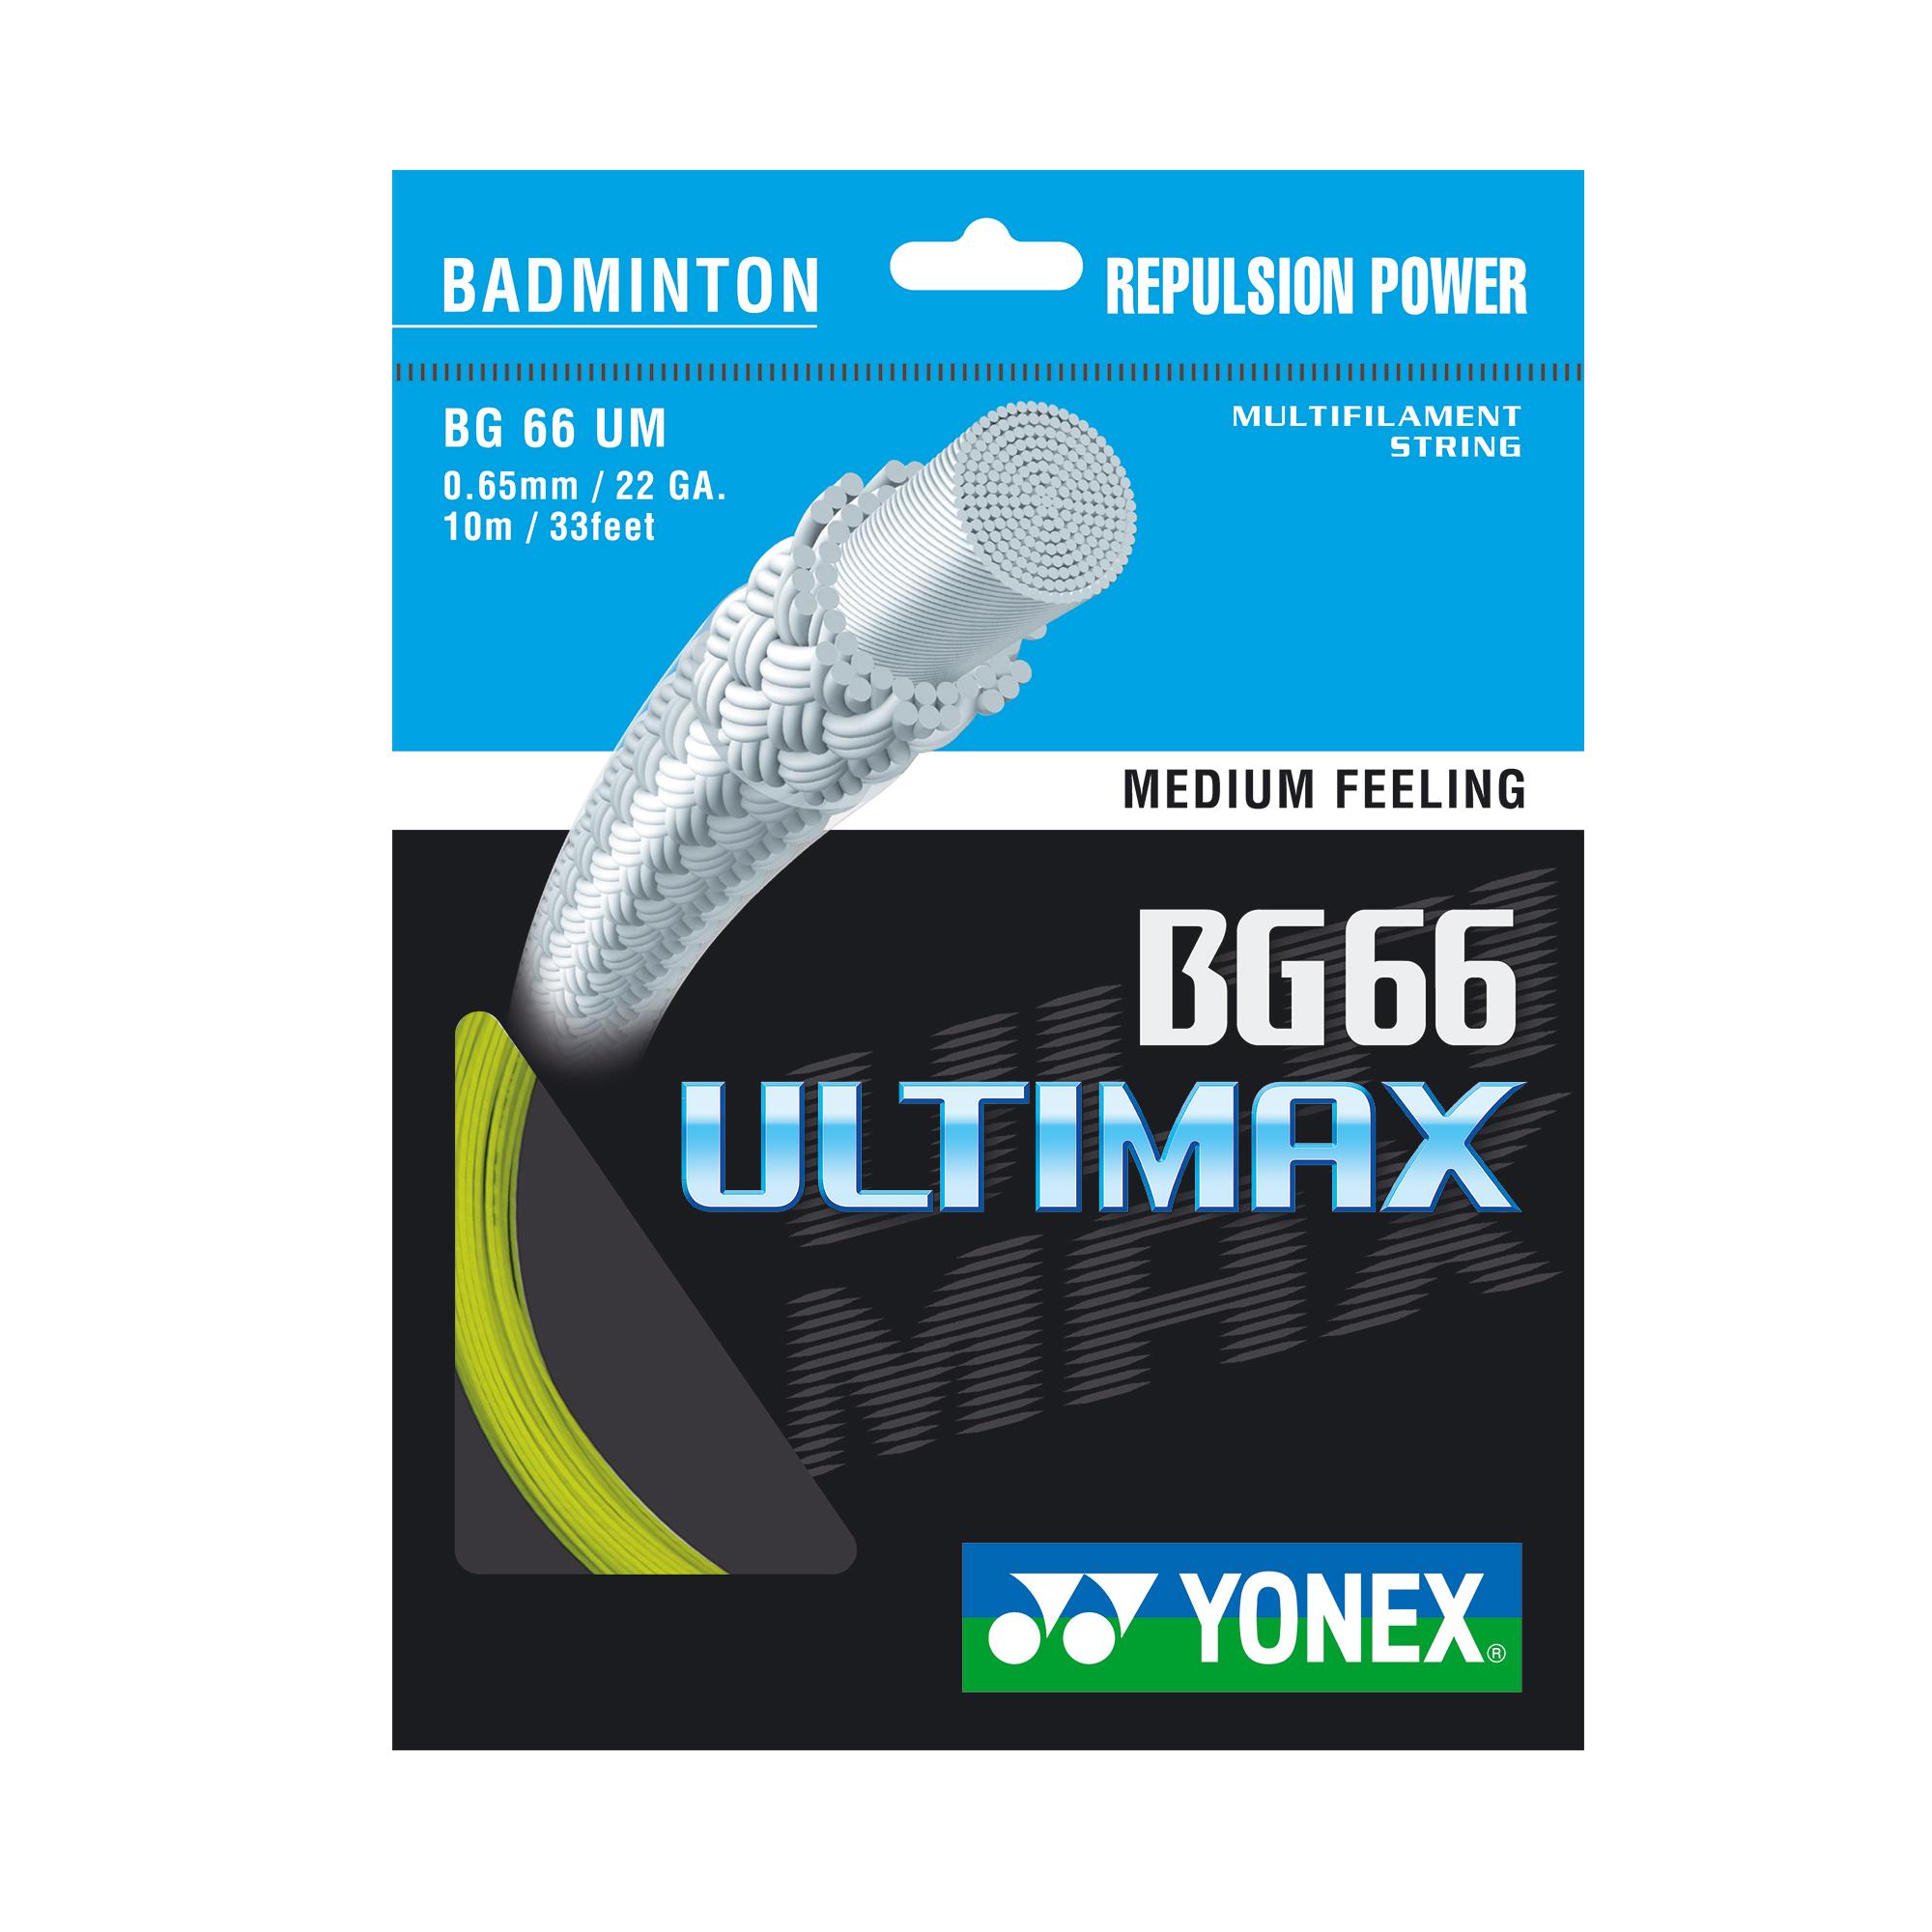 BADMINTON
REPULSION POWER
BG 66 UM
0.65mm / 22 GA.
10m / 33feet
MULTIFILAMENT
STRING
MEDIUM FEELING
BG66
ULTIMAX
MAX
YONEX®